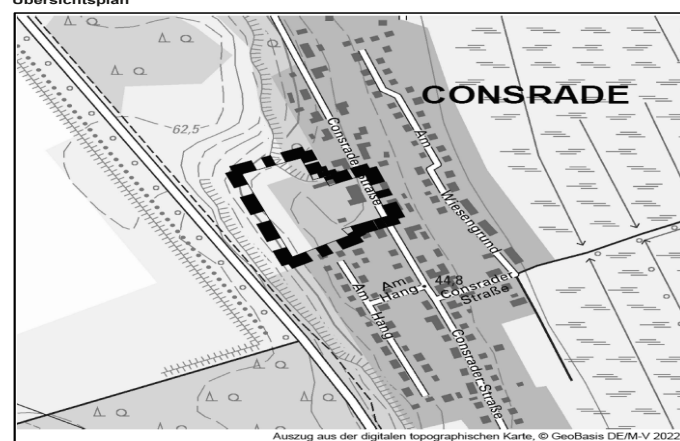 Übersichtsplan
CONSRADE
62,5
Consrader Straße
Am Wiesengrund
Am Hang
44,8
Consrader
Straße
Am Hang
Consrader Straße
Auszug aus der digitalen topographischen Karte, © GeoBasis DE/M-V 2022